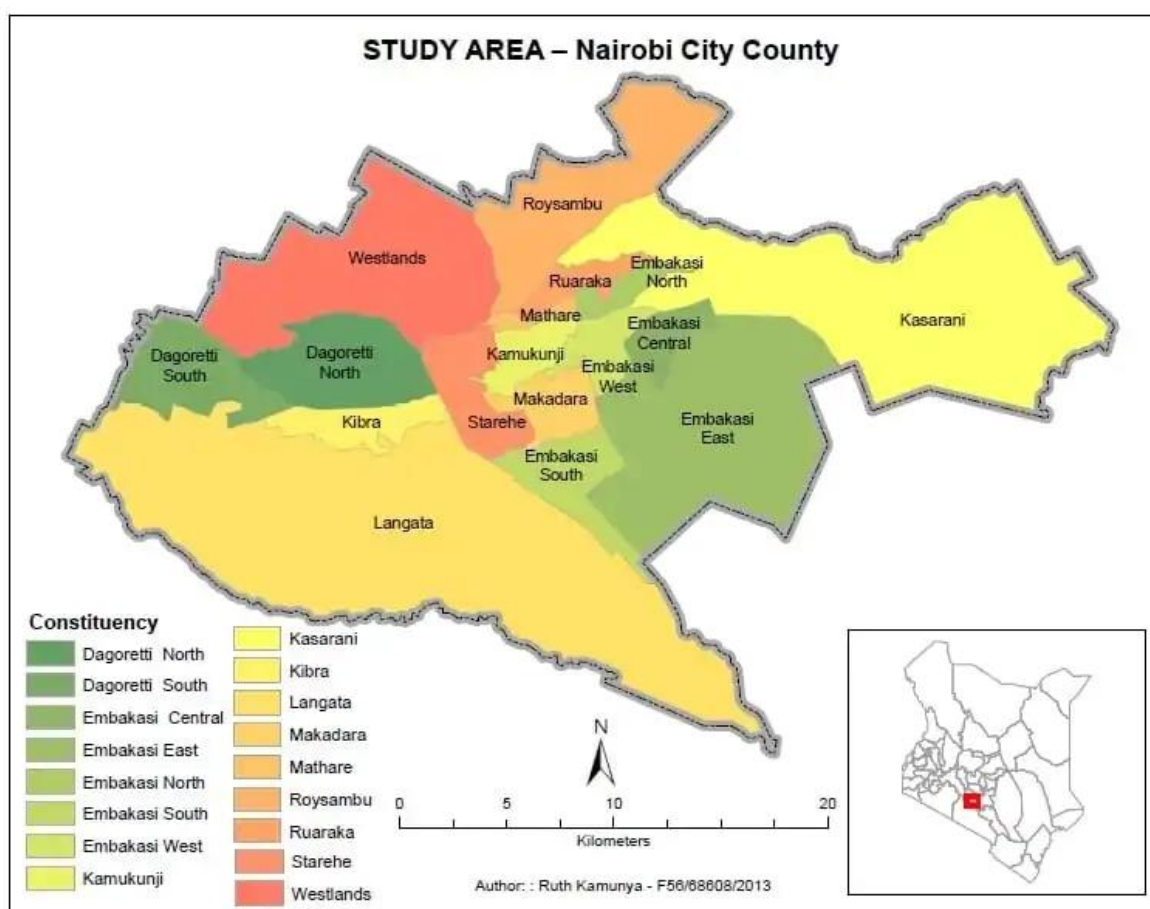 STUDY AREA – Nairobi City County
Roysambu
Westlands
Ruaraka
Embakasi
North
Mathare
Kasarani
Embakasi
Central
Kamukunji
Dagoretti
South
Dagoretti
North
Embakasi
West
Makadara
Kibra
Starehe
Embakasi
East
Embakasi
South
Langata
Constituency
Dagoretti North
Dagoretti South
Embakasi Central
Embakasi East
Embakasi North
Embakasi South
Embakasi West
Kamukunji
Kasarani
Kibra
Langata
Makadara
Mathare
Roysambu
Ruaraka
Starehe
Westlands
N
0 5 10 20
Kilometers
Author: : Ruth Kamunya - F56/68608/2013